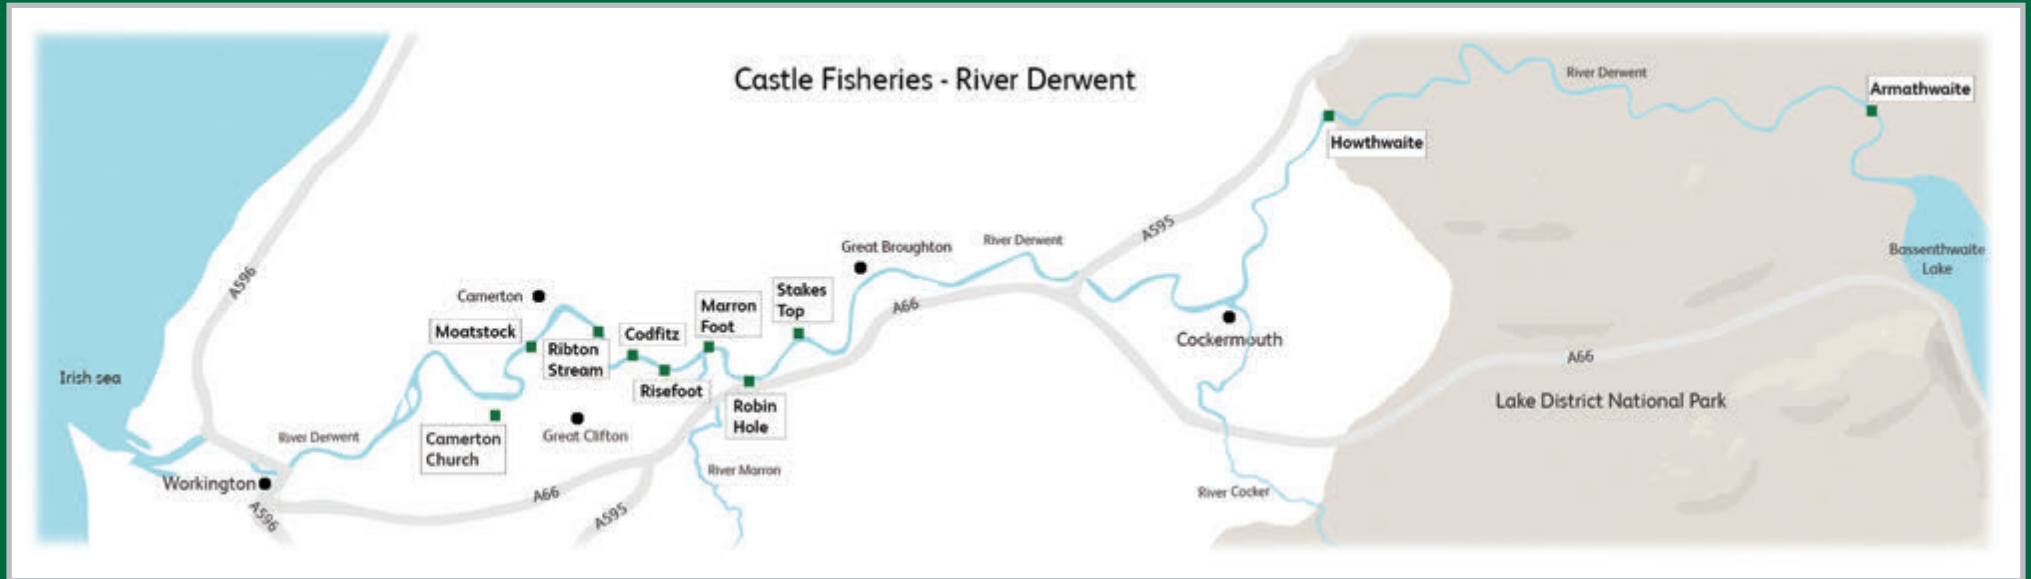 Castle Fisheries - River Derwent
River Derwent
Armathwaite
Howthwaite
A595
Great Broughton
River Derwent
Bassenthwaite
Lake
A596
Camerton
Stakes
Top
Marron
Foot
A66
Moatstock
Codfitz
Cockermouth
Ribton
Stream
A66
Irish sea
Risefoot
Lake District National Park
Robin
Hole
River Derwent
Camerton
Church
Great Clifton
River Marron
Workington
A66
River Cocker
A596
A595